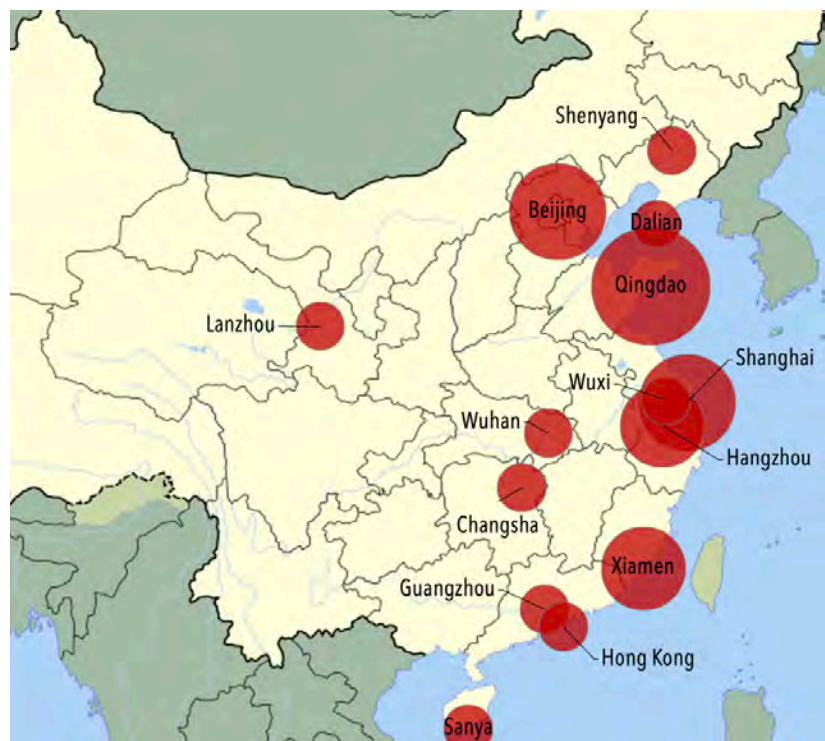 Shenyang
Beijing
Dalian
Qingdao
Lanzhou
Shanghai
Wuxi
Wuhan
Hangzhou
Changsha
Xiamen
Guangzhou
Hong Kong
Sanya